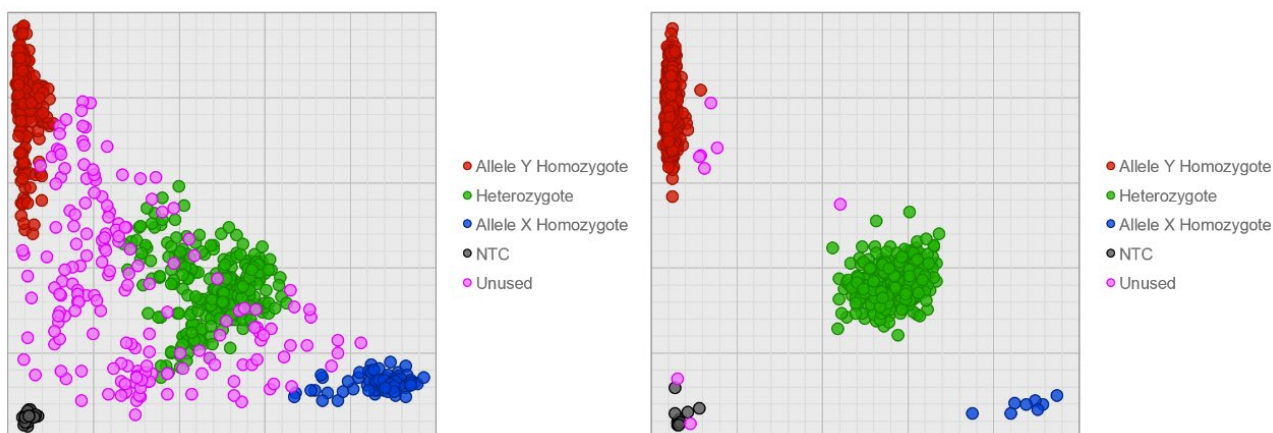 Allele Y Homozygote
Heterozygote
Allele X Homozygote
NTC
Unused
Allele Y Homozygote
Heterozygote
Allele X Homozygote
NTC
Unused